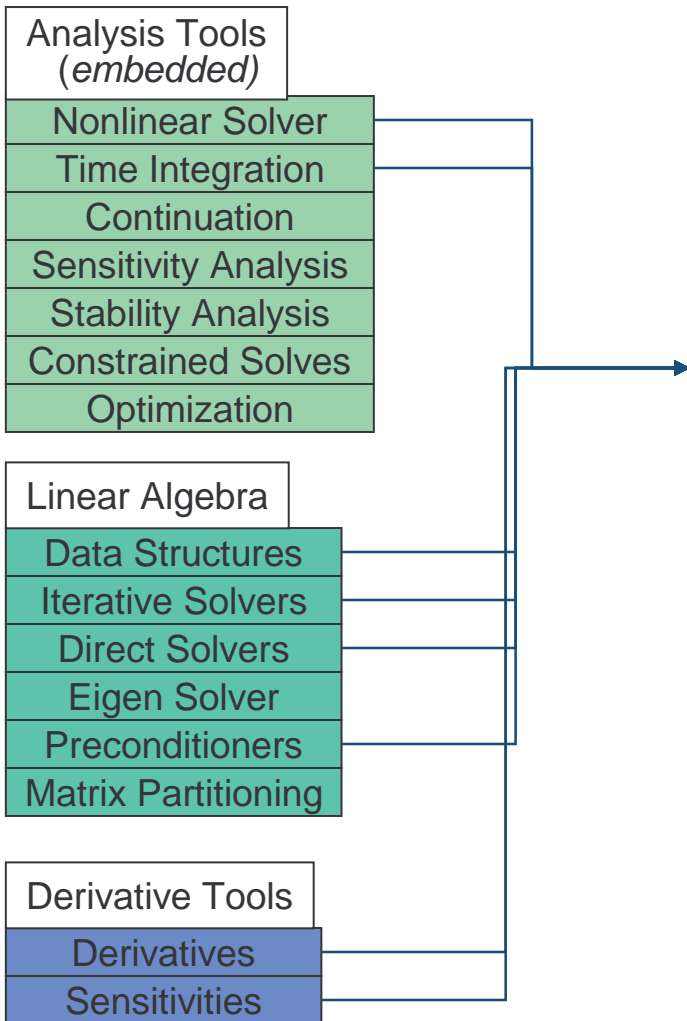 Analysis Tools
(embedded)
Nonlinear Solver
Time Integration
Continuation
Sensitivity Analysis
Stability Analysis
Constrained Solves
Optimization
Linear Algebra
Data Structures
Iterative Solvers
Direct Solvers
Eigen Solver
Preconditioners
Matrix Partitioning
Derivative Tools
Derivatives
Sensitivities